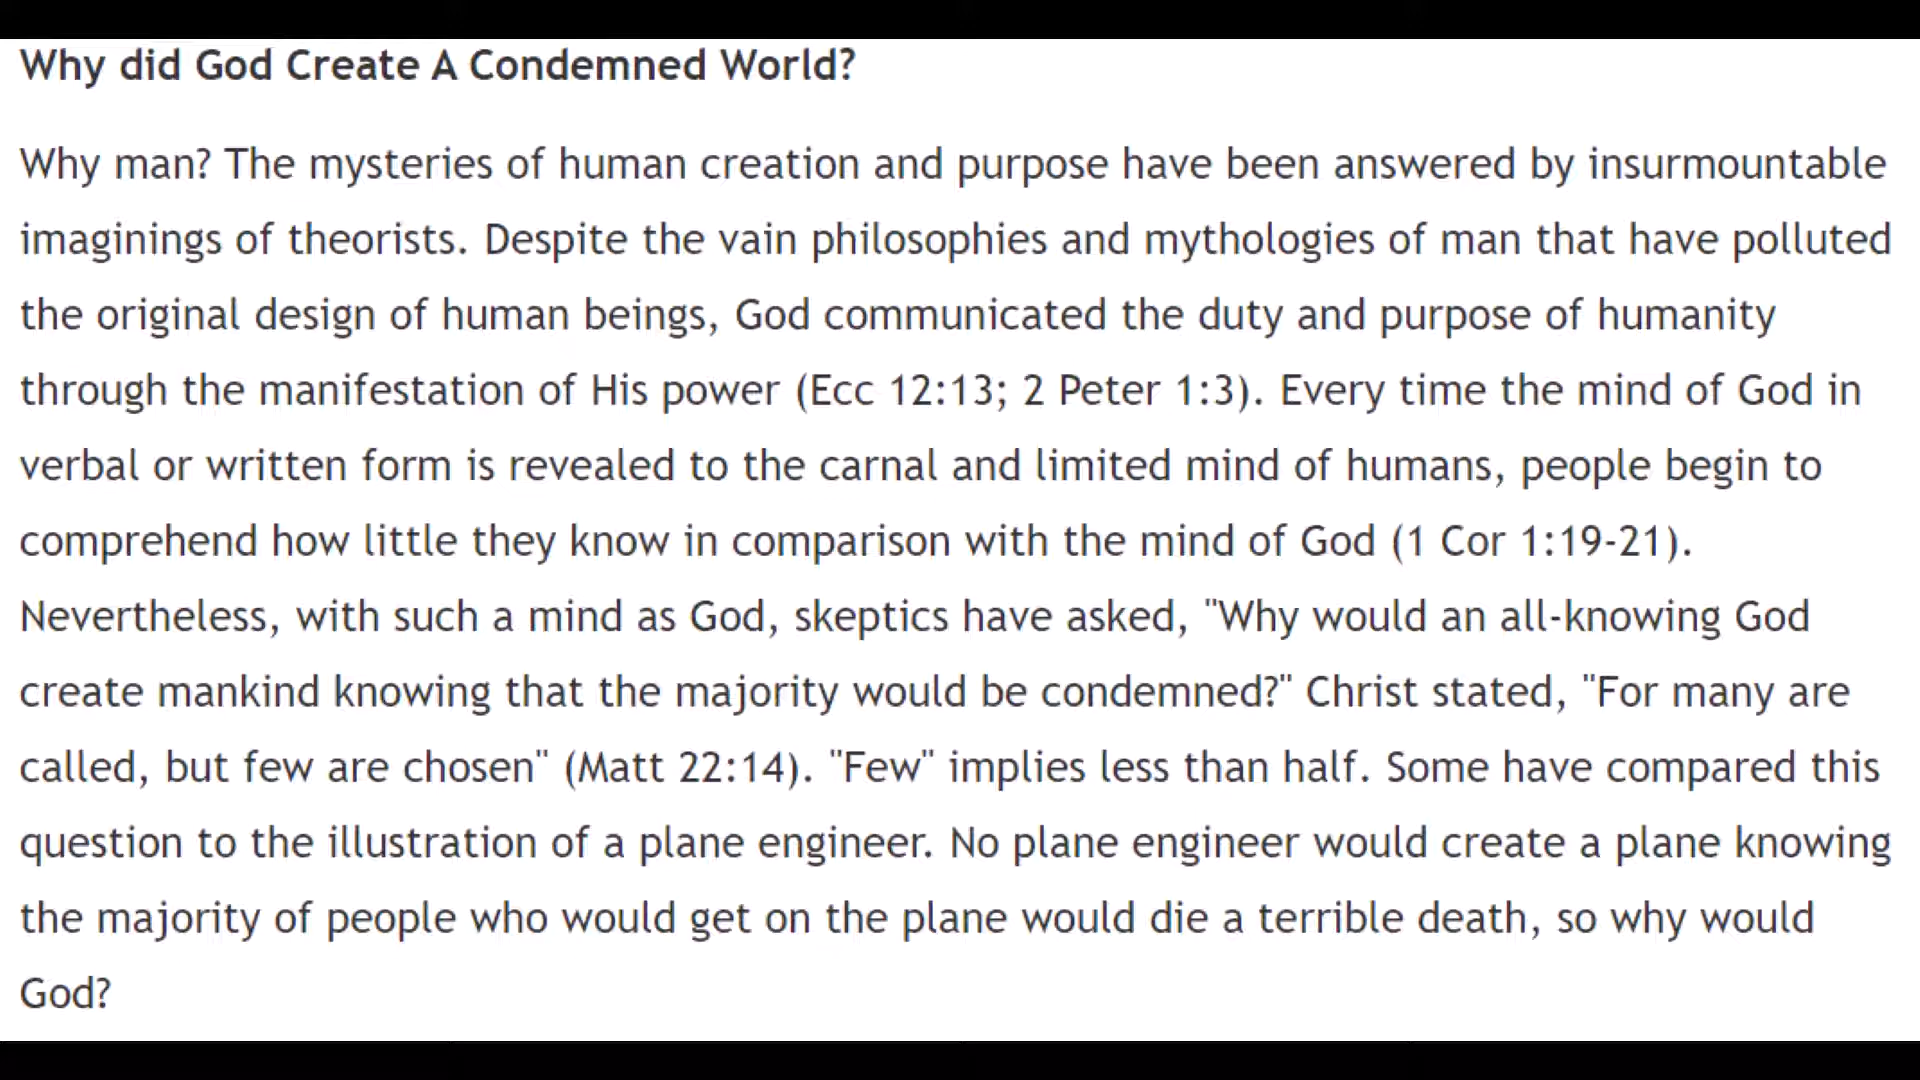 Why did God Create A Condemned World?
Why man? The mysteries of human creation and purpose have been answered by insurmountable
imaginings of theorists. Despite the vain philosophies and mythologies of man that have polluted
the original design of human beings, God communicated the duty and purpose of humanity
through the manifestation of His power (Ecc 12:13; 2 Peter 1:3). Every time the mind of God in
verbal or written form is revealed to the carnal and limited mind of humans, people begin to
comprehend how little they know in comparison with the mind of God (1 Cor 1:19-21).
Nevertheless, with such a mind as God, skeptics have asked, "Why would an all-knowing God
create mankind knowing that the majority would be condemned?" Christ stated, "For many are
called, but few are chosen" (Matt 22:14). "Few" implies less than half. Some have compared this
question to the illustration of a plane engineer. No plane engineer would create a plane knowing
the majority of people who would get on the plane would die a terrible death, so why would
God?